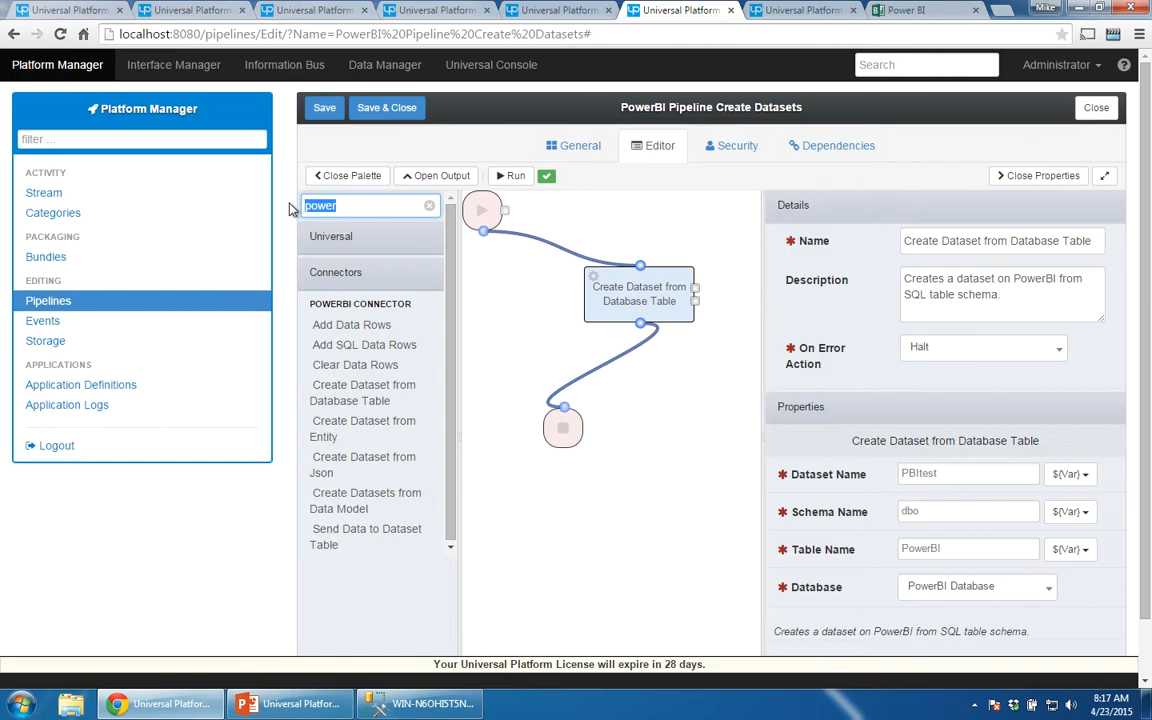 Universal Platform
Universal Platform
Universal Platform
Universal Platform
Universal Platform
Universal Platform
Universal Platform
Power BI
Mike
localhost:8080/pipelines/Edit/?Name=PowerBI%20Pipeline%20Create%20Datasets#
Platform Manager
Interface Manager
Information Bus
Data Manager
Universal Console
Search
Administrator
Platform Manager
filter ...
ACTIVITY
Stream
Categories
PACKAGING
Bundles
EDITING
Pipelines
Events
Storage
APPLICATIONS
Application Definitions
Application Logs
Logout
Save
Save & Close
PowerBI Pipeline Create Datasets
Close
General
Editor
Security
Dependencies
Close Palette
Open Output
Run
Close Properties
power
Universal
Connectors
POWERBI CONNECTOR
Add Data Rows
Add SQL Data Rows
Clear Data Rows
Create Dataset from
Database Table
Create Dataset from
Entity
Create Dataset from
Json
Create Datasets from
Data Model
Send Data to Dataset
Table
Create Dataset from
Database Table
Details
* Name
Create Dataset from Database Table
Description
Creates a dataset on PowerBI from
SQL table schema.
* On Error
Action
Halt
Properties
Create Dataset from Database Table
* Dataset Name
PBItest
${Var}
* Schema Name
dbo
${Var}
* Table Name
PowerBI
${Var}
* Database
PowerBI Database
Creates a dataset on PowerBI from SQL table schema.
Your Universal Platform License will expire in 28 days.
Universal Platfor...
Universal Platfor...
WIN-N6OHI5T5N...
8:17 AM
4/23/2015